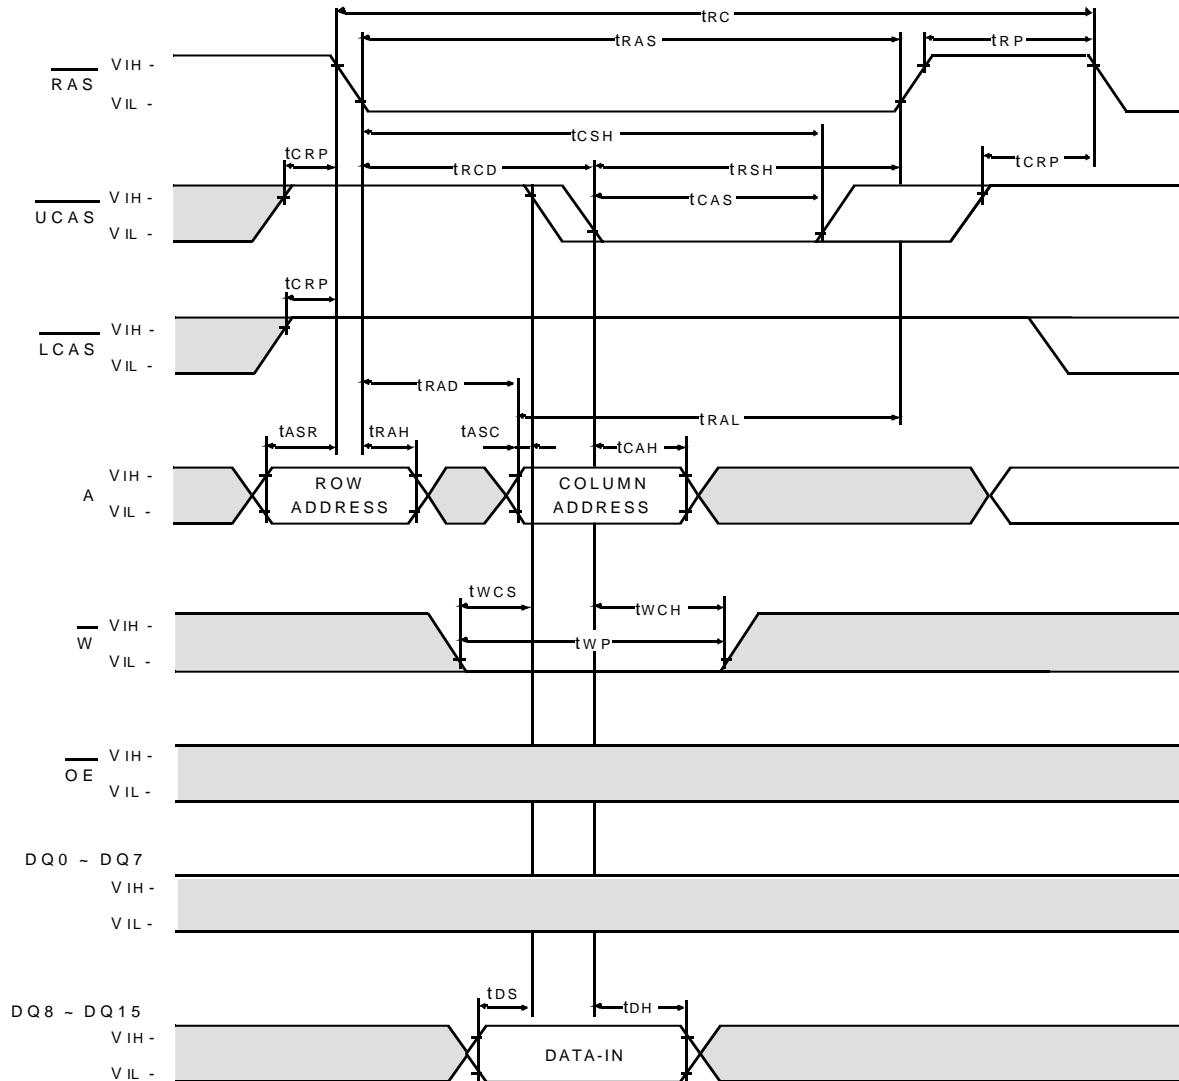 tRC
tRAS
tRP
RAS
VIH -
VIL -
tCSH
tCRP
tRCD
tRSH
tCRP
UCAS
VIH -
VIL -
tCAS
tCRP
LCAS
VIH -
VIL -
tRAD
tRAL
tASR
tRAH
tASC
tCAH
A
VIH -
VIL -
ROW
ADDRESS
COLUMN
ADDRESS
tWCS
tWCH
tWP
W
VIH -
VIL -
OE
VIH -
VIL -
DQ0 ~ DQ7
VIH -
VIL -
tDS
tDH
DQ8 ~ DQ15
VIH -
VIL -
DATA-IN